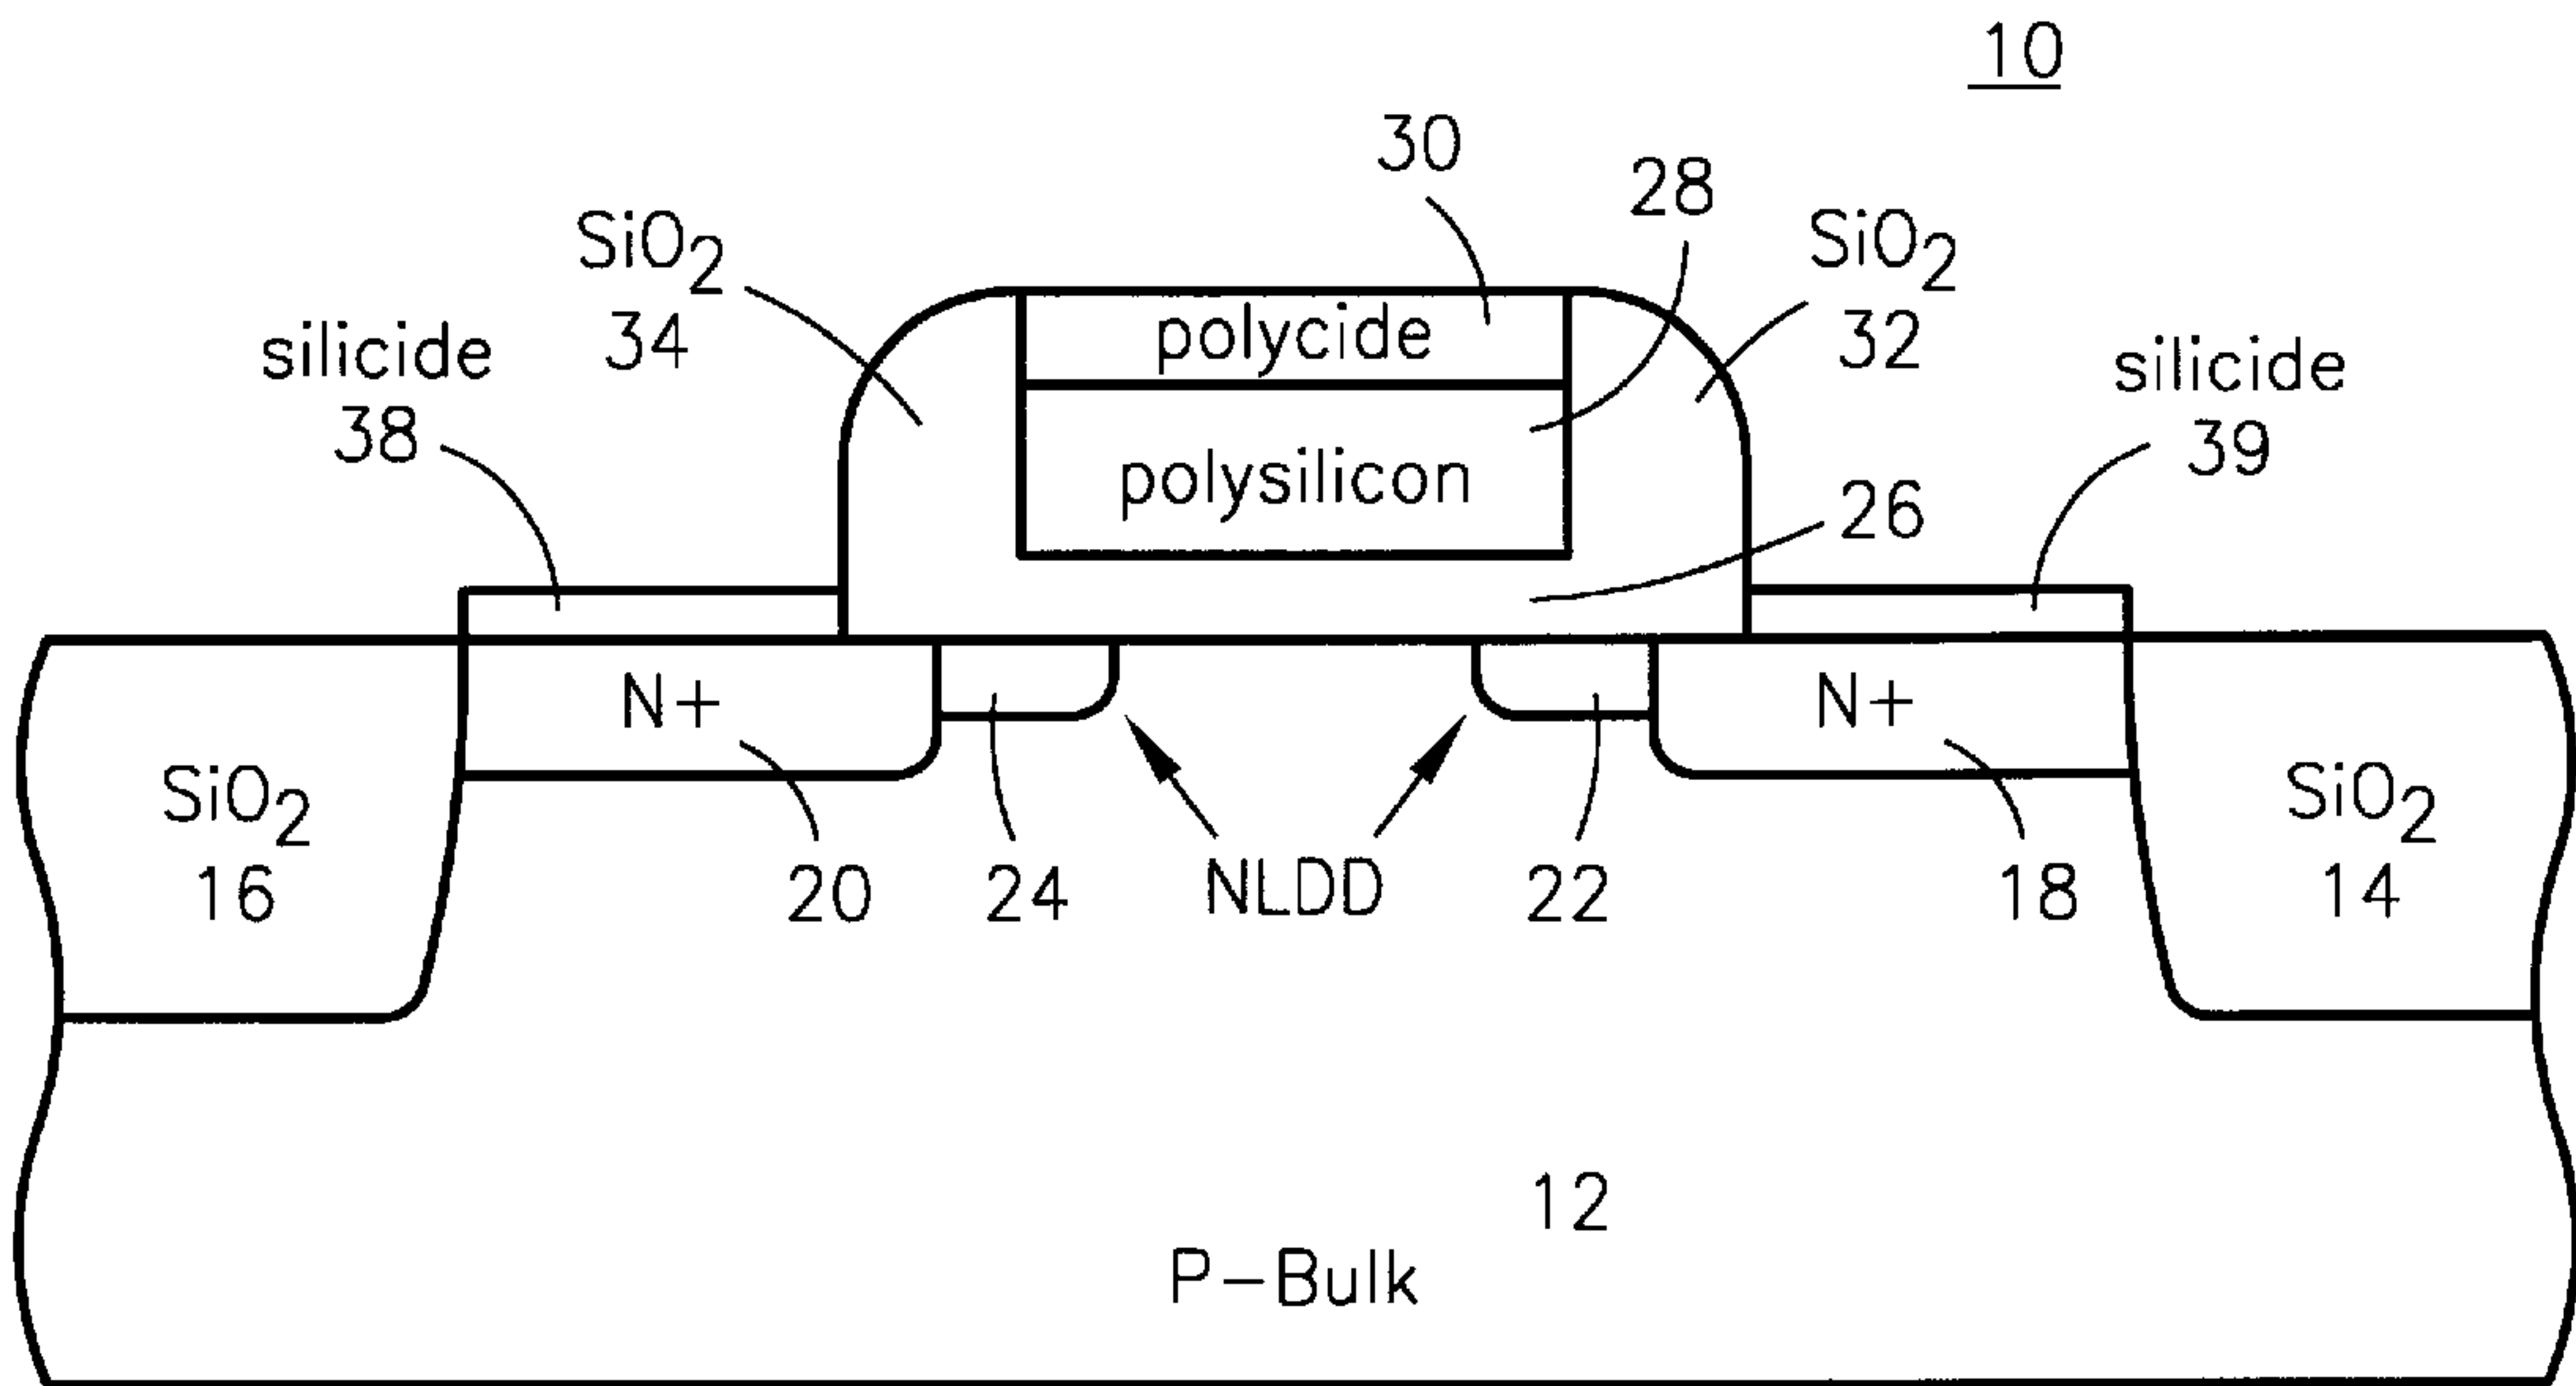 10
30
28
SiO2
34
SiO2
32
silicide
38
silicide
39
polycide
polysilicon
26
N+
N+
SiO2
16
SiO2
14
20
24
NLDD
22
18
12
P-Bulk